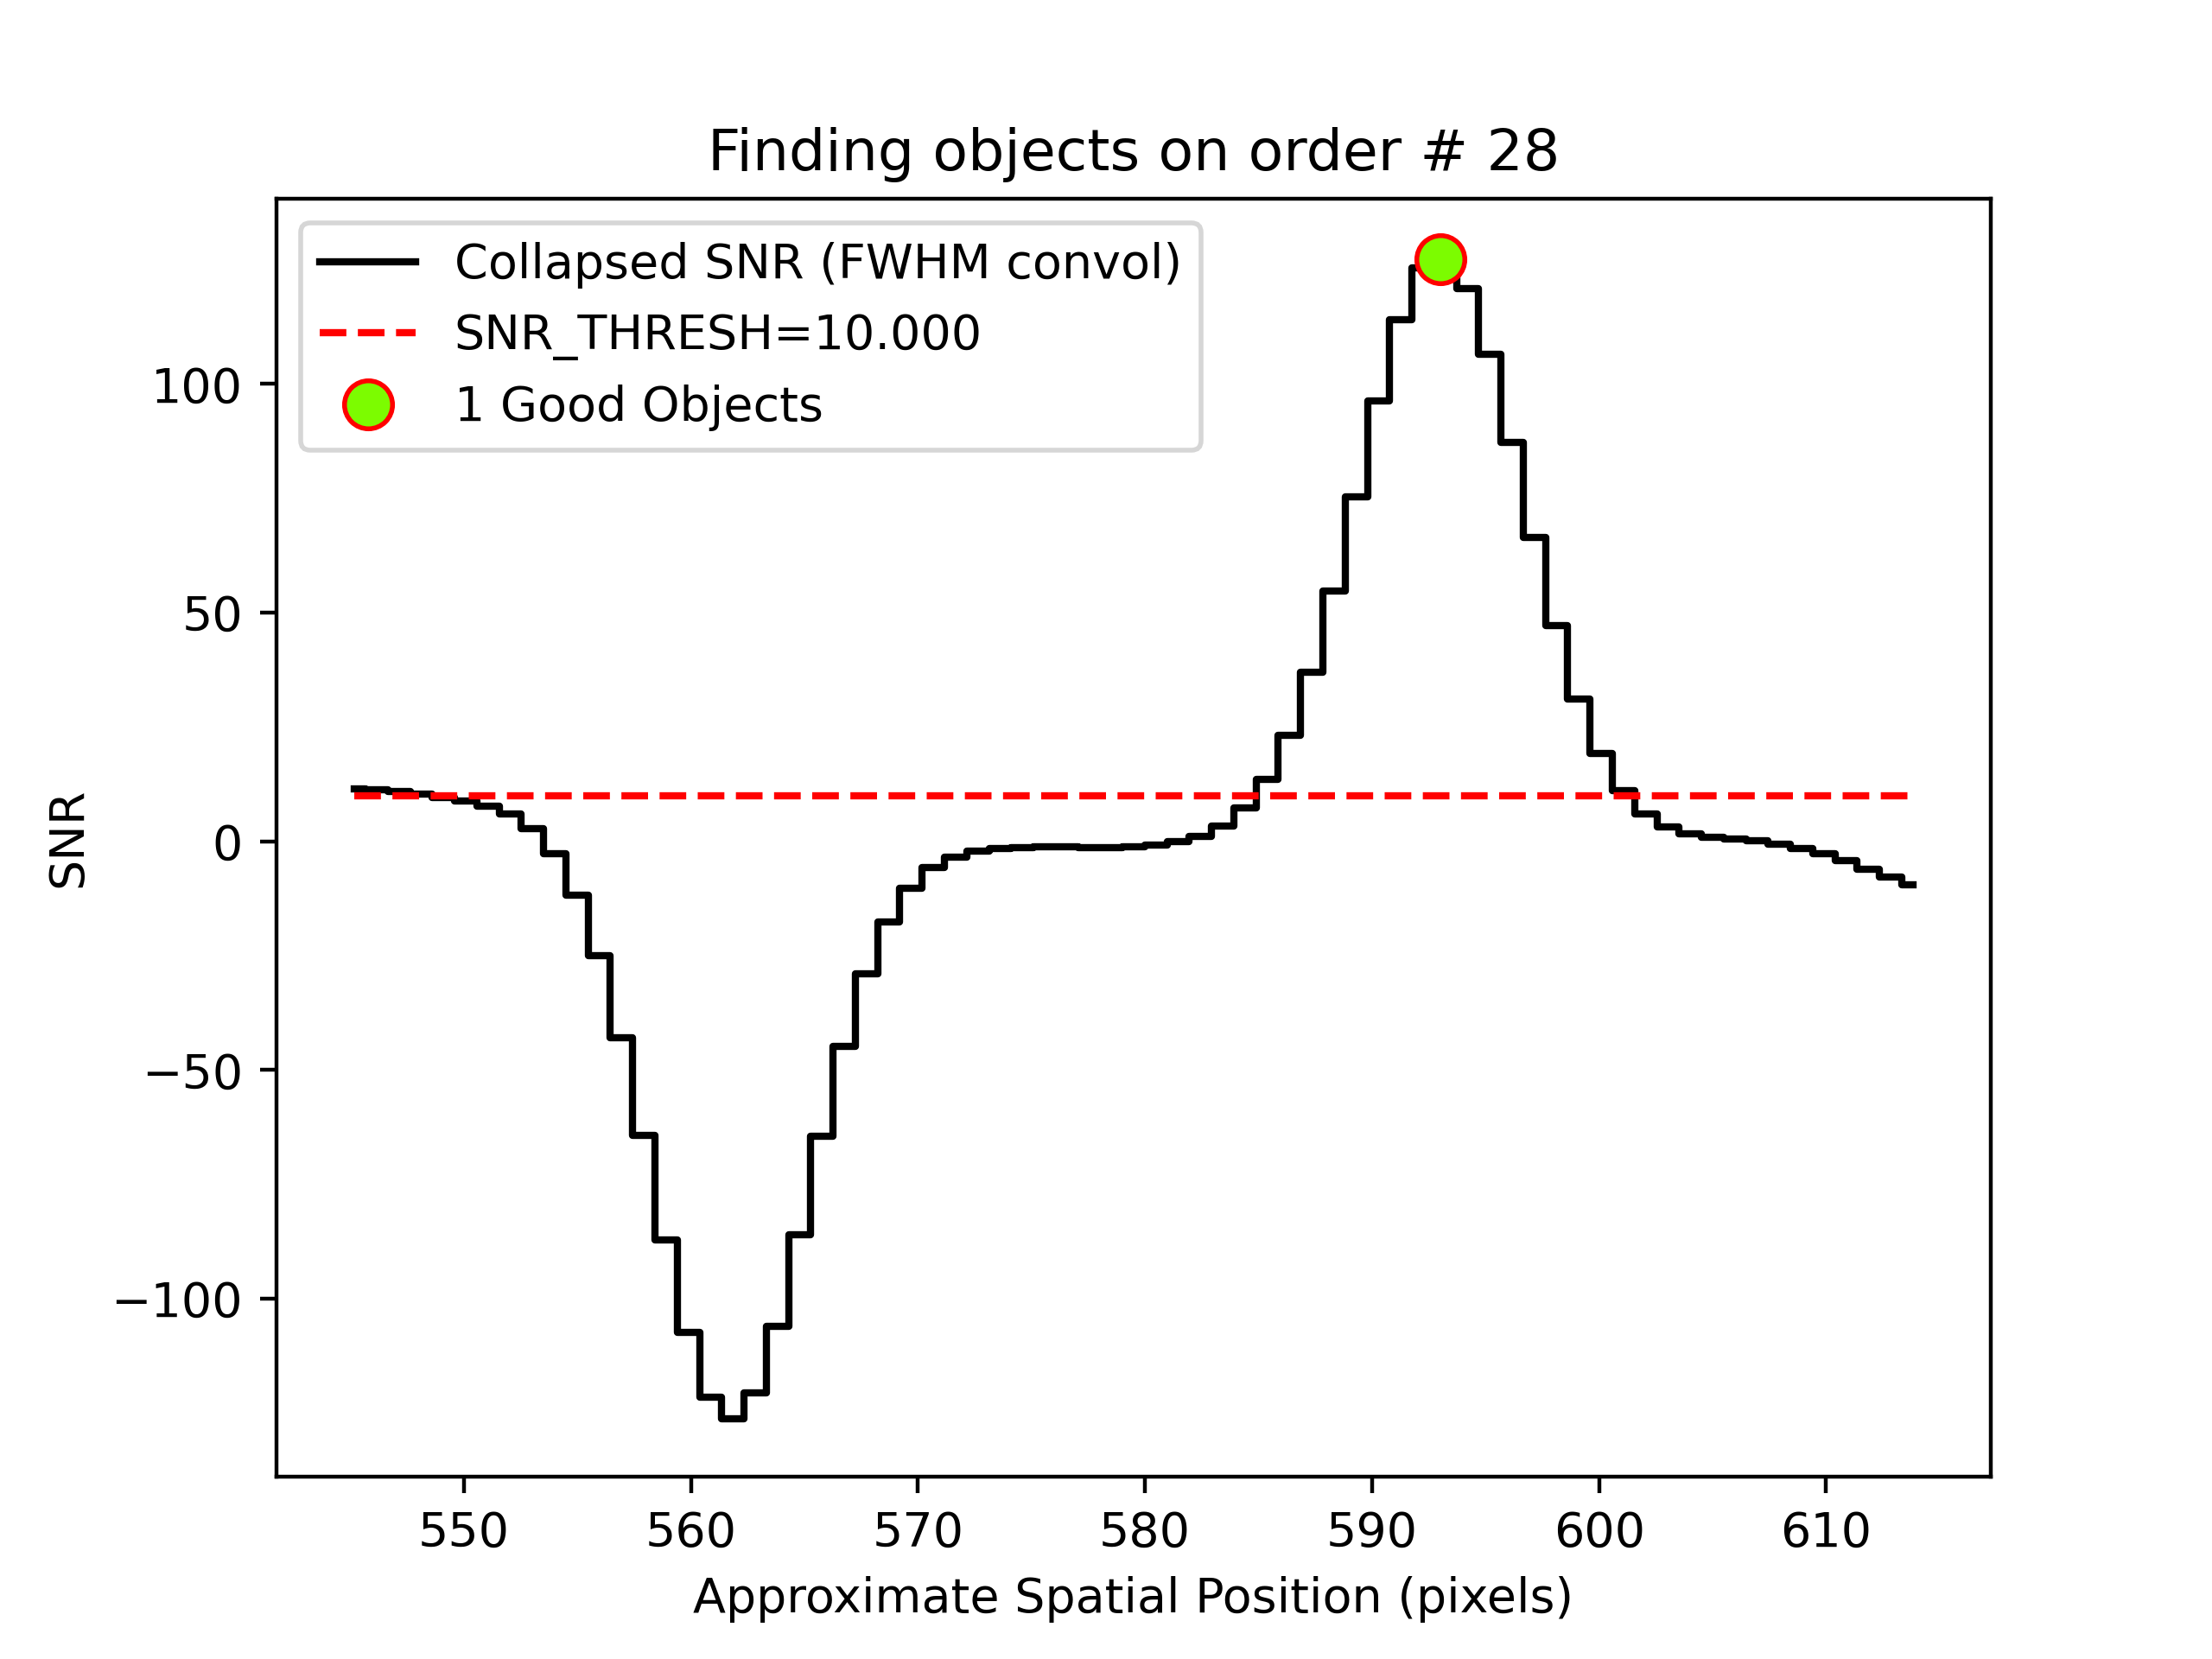 Finding objects on order # 28
Collapsed SNR (FWHM convol)
SNR_THRESH=10.000
1 Good Objects
100
50
0
−50
−100
SNR
550 560 570 580 590 600 610
Approximate Spatial Position (pixels)